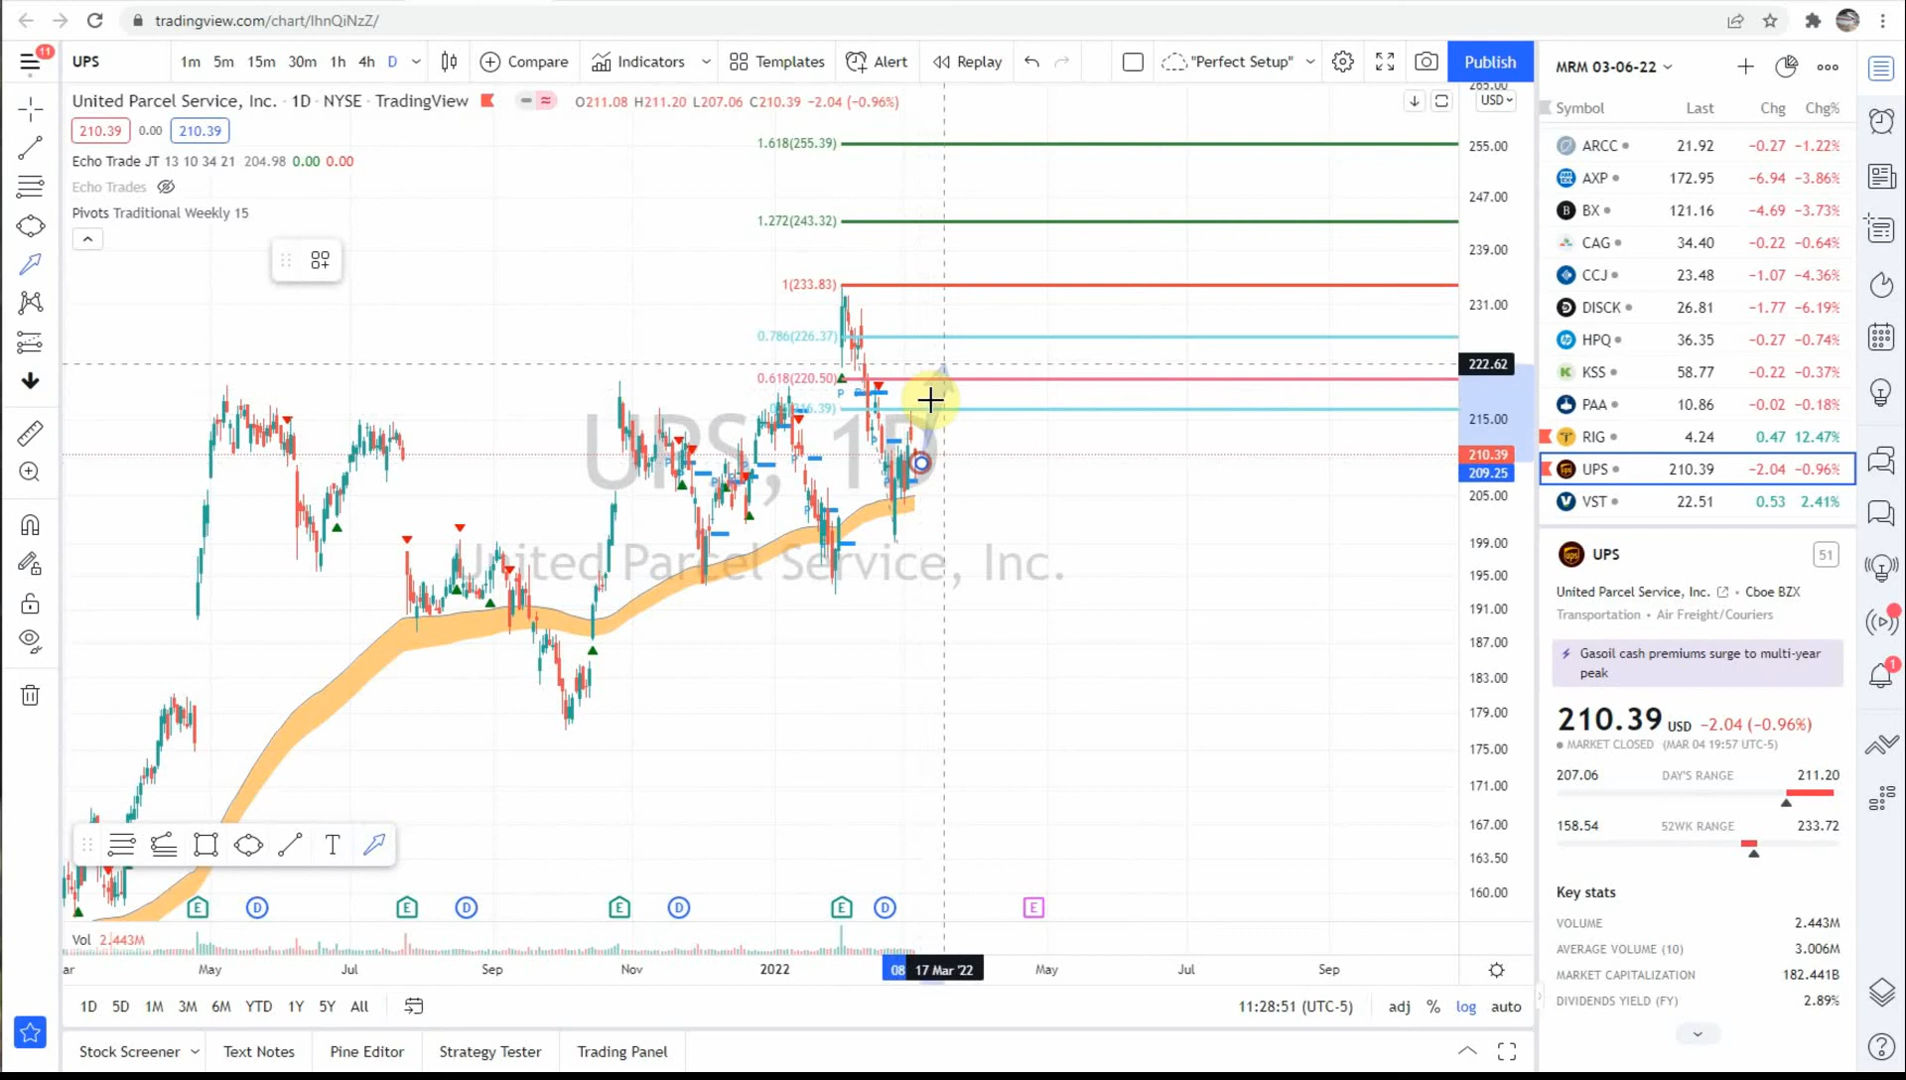 tradingview.com/chart/IhnQiNzZ/
11
UPS
1m 5m 15m 30m 1h 4h D
Compare
Indicators
Templates
Alert
Replay
"Perfect Setup"
Publish
United Parcel Service, Inc. · 1D · NYSE · TradingView
O211.08 H211.20 L207.06 C210.39 −2.04 (−0.96%)
210.39 0.00 210.39
Echo Trade JT 13 10 34 21 204.98 0.00 0.00
Echo Trades
Pivots Traditional Weekly 15
UPS, 1D
United Parcel Service, Inc.
1.618(255.39)
1.272(243.32)
1(233.83)
0.786(226.37)
0.618(220.50)
USD
265.00
255.00
247.00
239.00
231.00
222.62
215.00
210.39
209.25
205.00
199.00
195.00
191.00
187.00
183.00
179.00
175.00
171.00
167.00
163.50
160.00
E D E D E D E D E
Vol 2.443M
ar May Jul Sep Nov 2022 08 17 Mar '22 May Jul Sep
1D 5D 1M 3M 6M YTD 1Y 5Y All
11:28:51 (UTC-5) adj % log auto
Stock Screener Text Notes Pine Editor Strategy Tester Trading Panel
MRM 03-06-22
Symbol Last Chg Chg%
ARCC 21.92 −0.27 −1.22%
AXP 172.95 −6.94 −3.86%
BX 121.16 −4.69 −3.73%
CAG 34.40 −0.22 −0.64%
CCJ 23.48 −1.07 −4.36%
DISCK 26.81 −1.77 −6.19%
HPQ 36.35 −0.27 −0.74%
KSS 58.77 −0.22 −0.37%
PAA 10.86 −0.02 −0.18%
RIG 4.24 0.47 12.47%
UPS 210.39 −2.04 −0.96%
VST 22.51 0.53 2.41%
UPS 51
United Parcel Service, Inc. • Cboe BZX
Transportation • Air Freight/Couriers
Gasoil cash premiums surge to multi-year
peak
210.39 USD −2.04 (−0.96%)
MARKET CLOSED (MAR 04 19:57 UTC-5)
207.06 DAY'S RANGE 211.20
158.54 52WK RANGE 233.72
Key stats
VOLUME 2.443M
AVERAGE VOLUME (10) 3.006M
MARKET CAPITALIZATION 182.441B
DIVIDENDS YIELD (FY) 2.89%
1